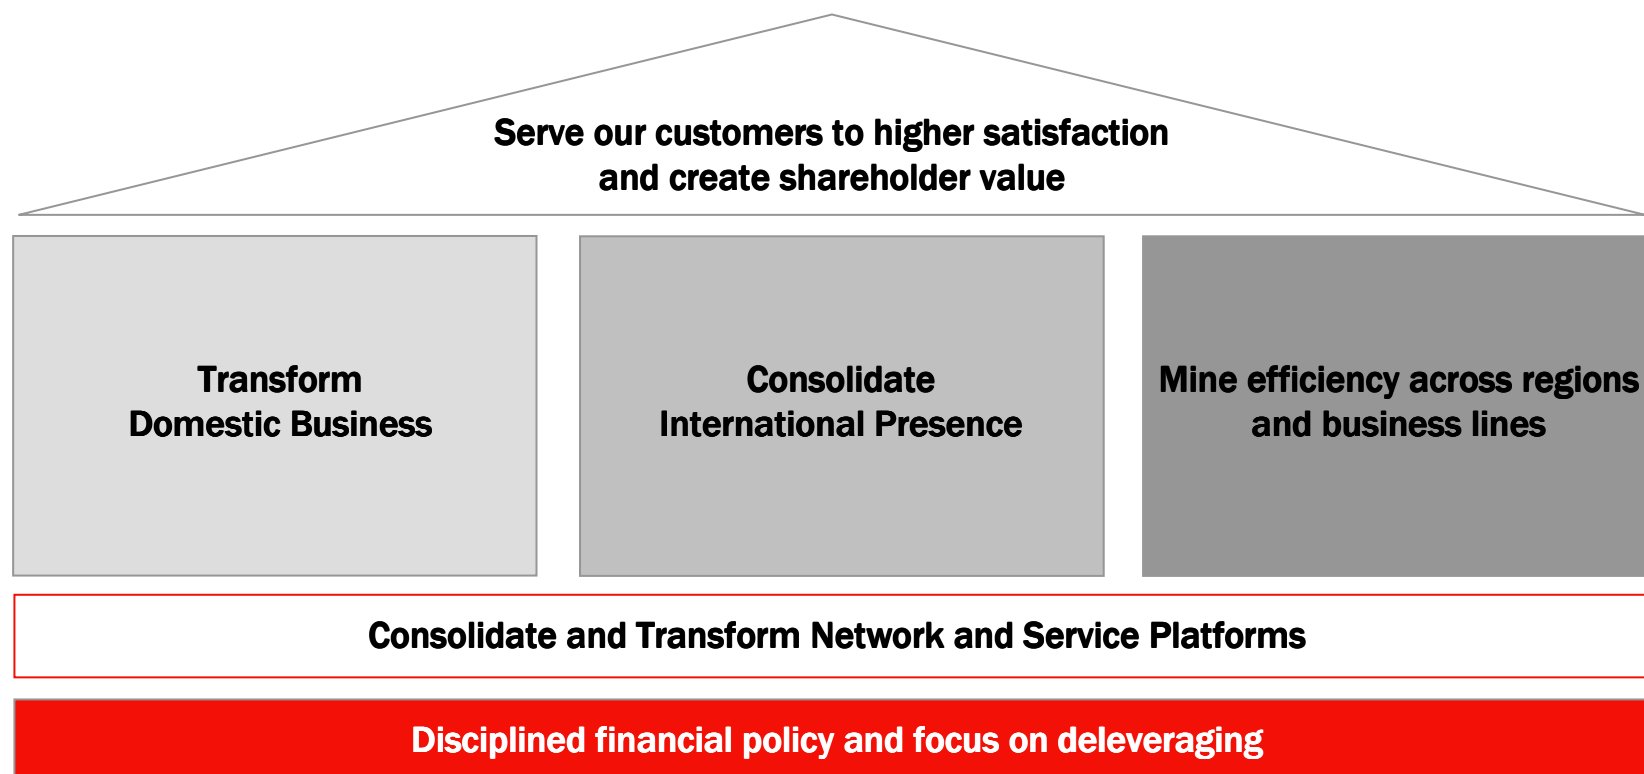 Serve our customers to higher satisfaction
and create shareholder value
Transform
Domestic Business
Consolidate
International Presence
Mine efficiency across regions
and business lines
Consolidate and Transform Network and Service Platforms
Disciplined financial policy and focus on deleveraging